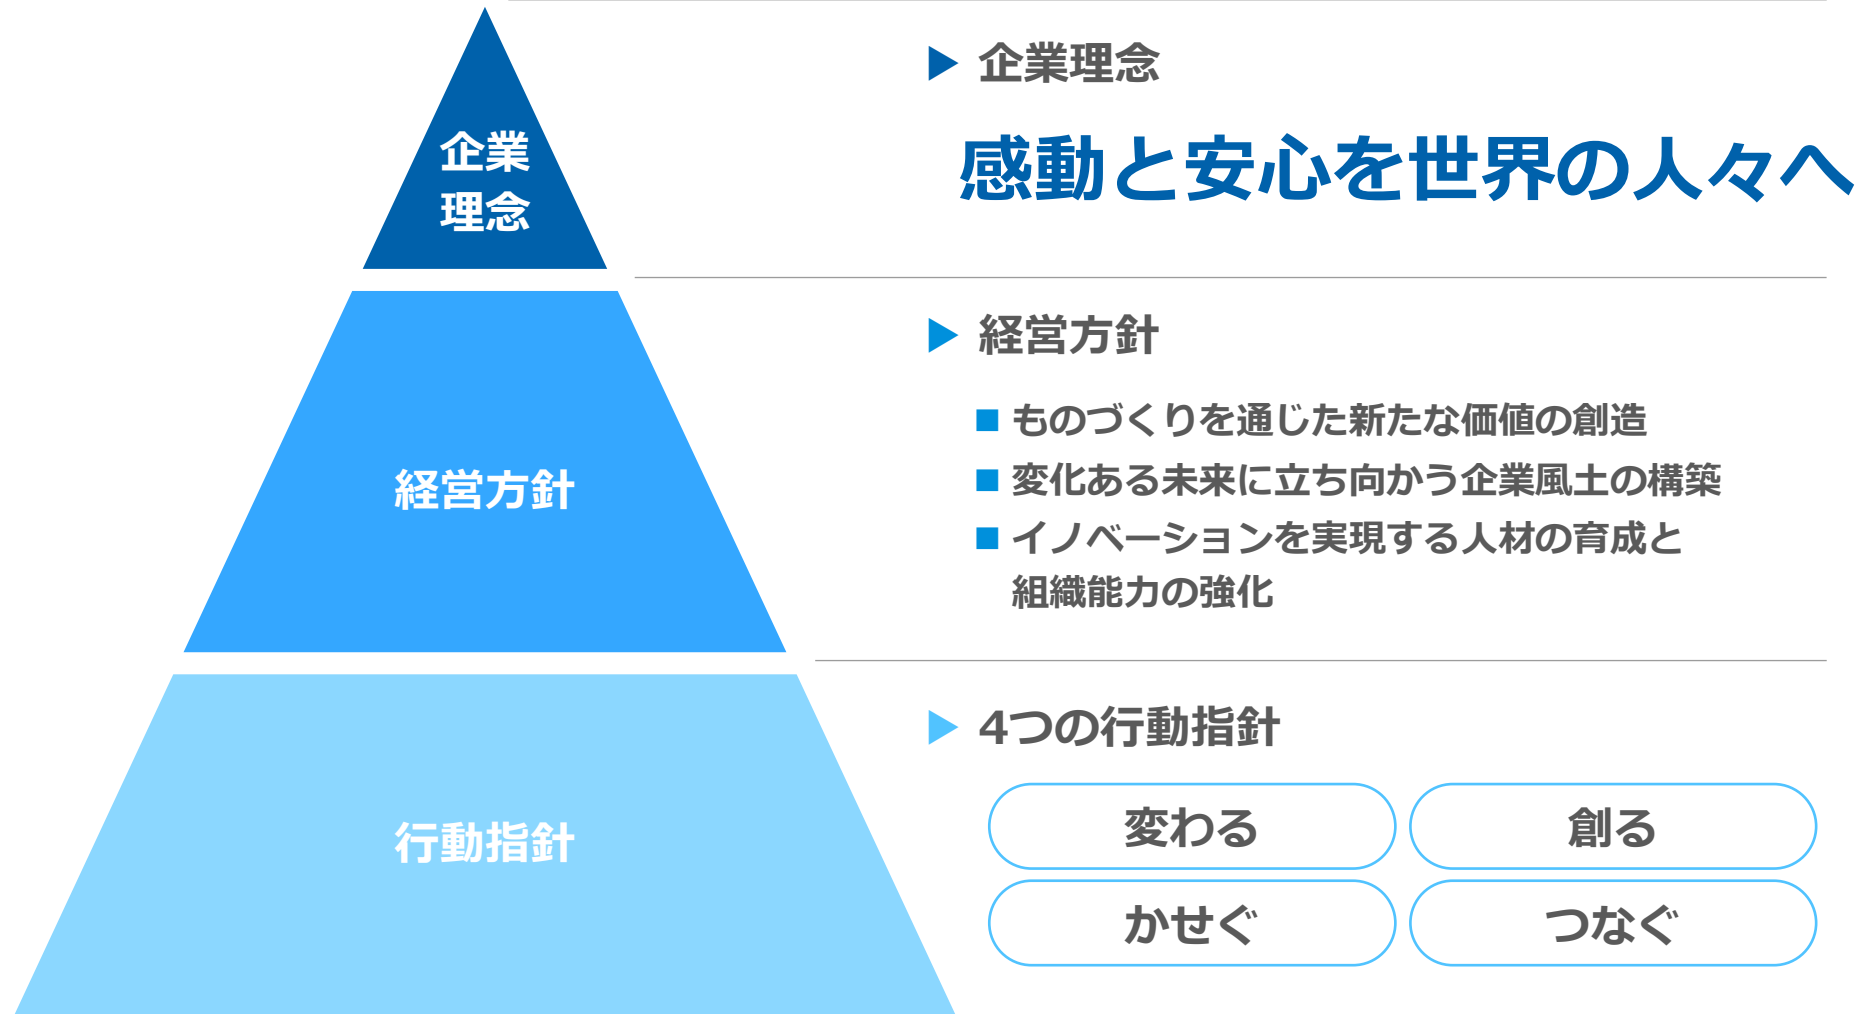 企業
理念
▶ 企業理念
感動と安心を世界の人々へ
経営方針
▶ 経営方針
■ ものづくりを通じた新たな価値の創造
■ 変化ある未来に立ち向かう企業風土の構築
■ イノベーションを実現する人材の育成と
組織能力の強化
行動指針
▶ 4つの行動指針
変わる
創る
かせぐ
つなぐ